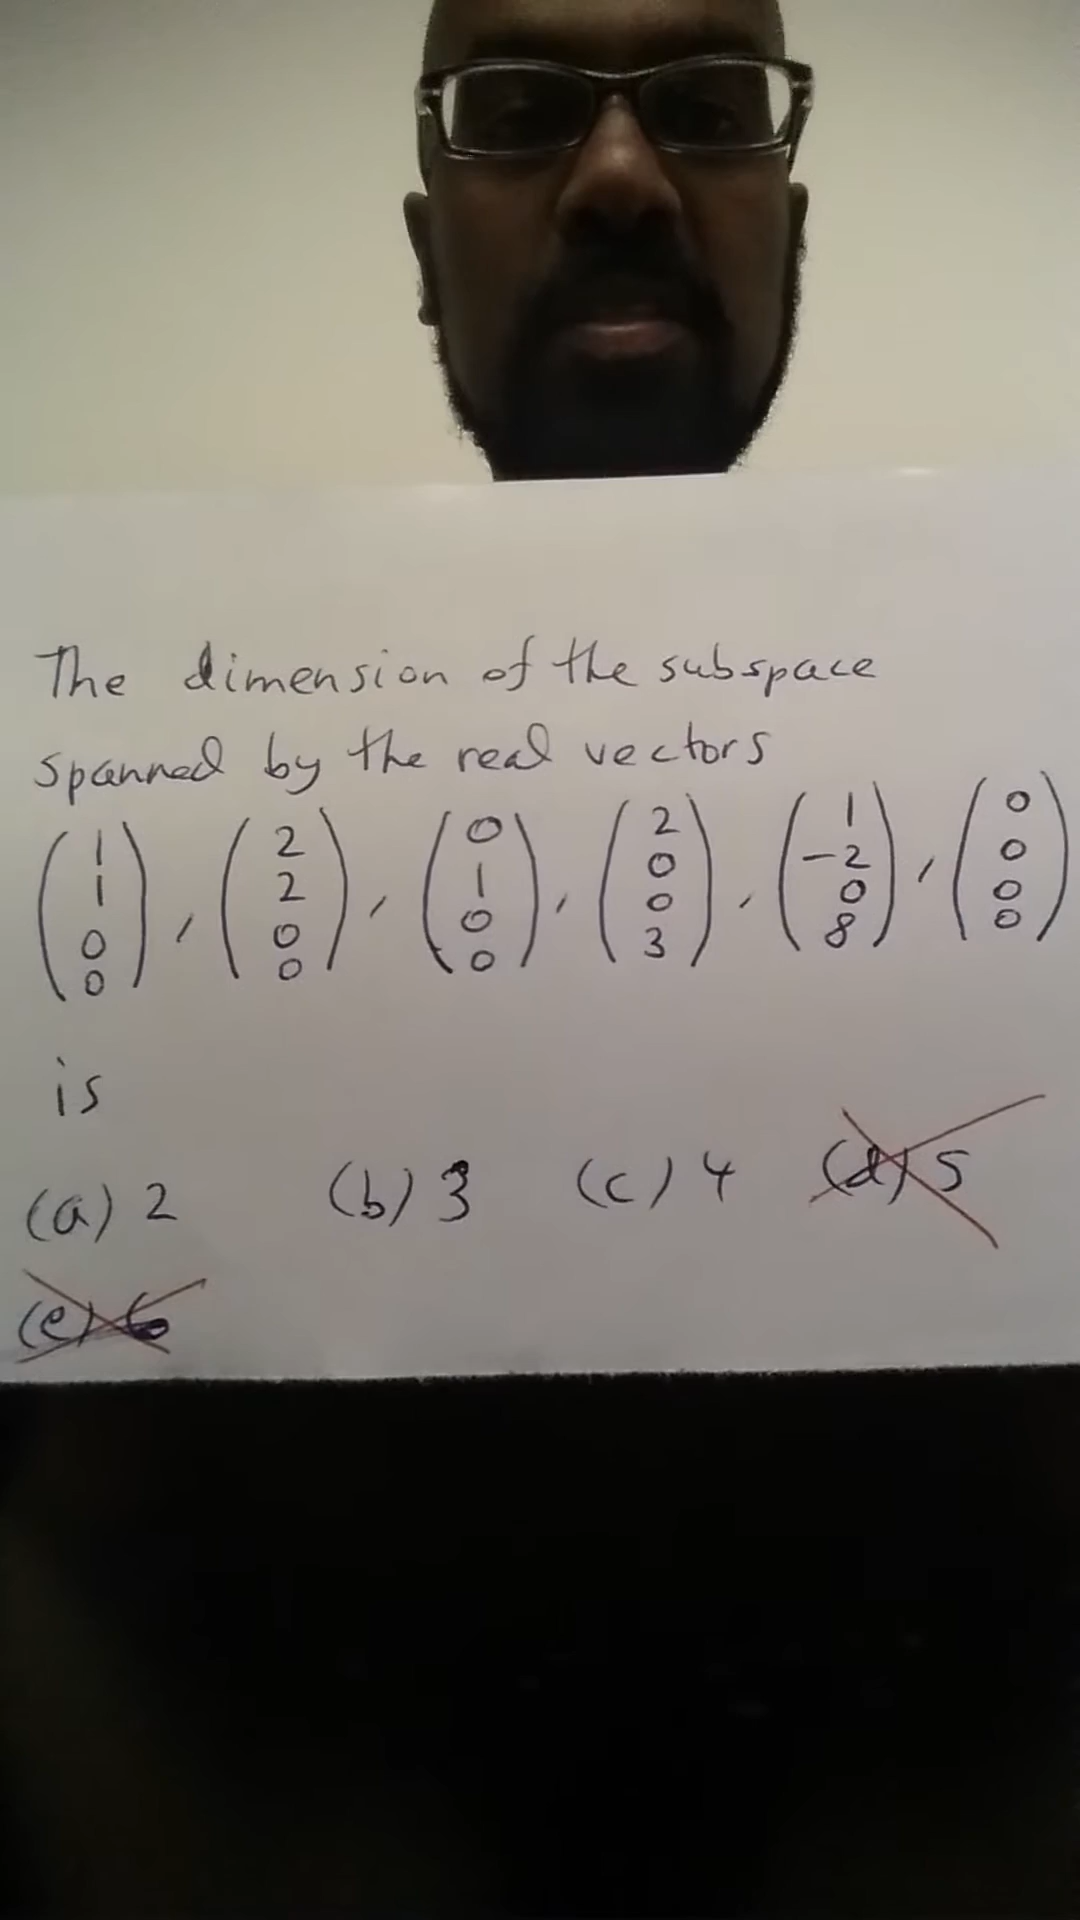 The dimension of the subspace
spanned by the real vectors
(1 1 0 0), (2 2 0 0), (0 1 0 0), (2 0 0 3), (1 -2 0 8), (0 0 0 0)
is
(a) 2 (b) 3 (c) 4 (d) 5
(e) 6